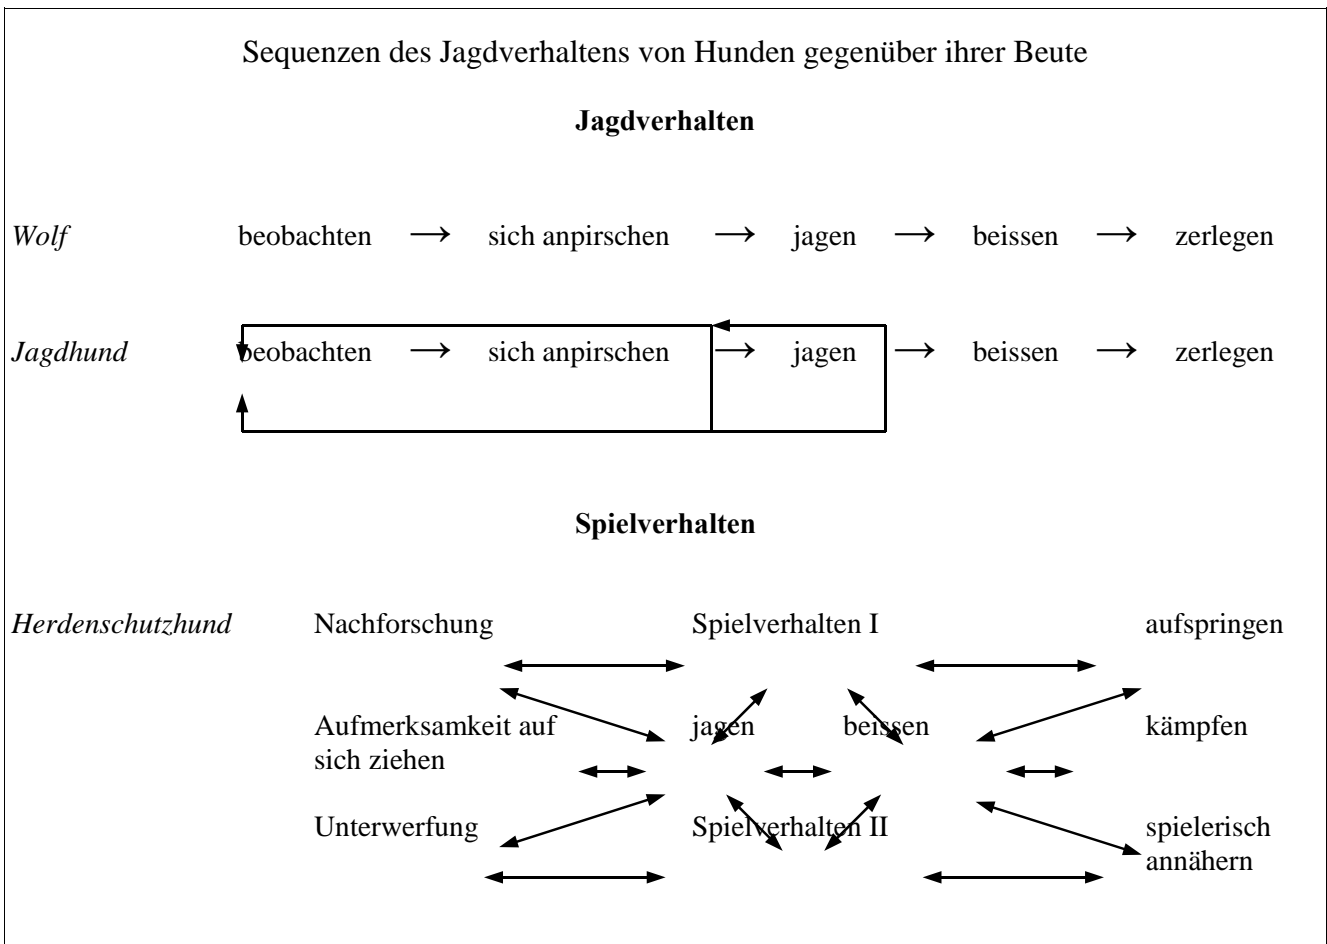 Sequenzen des Jagdverhaltens von Hunden gegenüber ihrer Beute
Jagdverhalten
Wolf beobachten → sich anpirschen → jagen → beissen → zerlegen
Jagdhund beobachten → sich anpirschen → jagen → beissen → zerlegen
Spielverhalten
Herdenschutzhund Nachforschung Spielverhalten I aufspringen
Aufmerksamkeit auf jagen beissen kämpfen
sich ziehen
Unterwerfung Spielverhalten II spielerisch
annähern